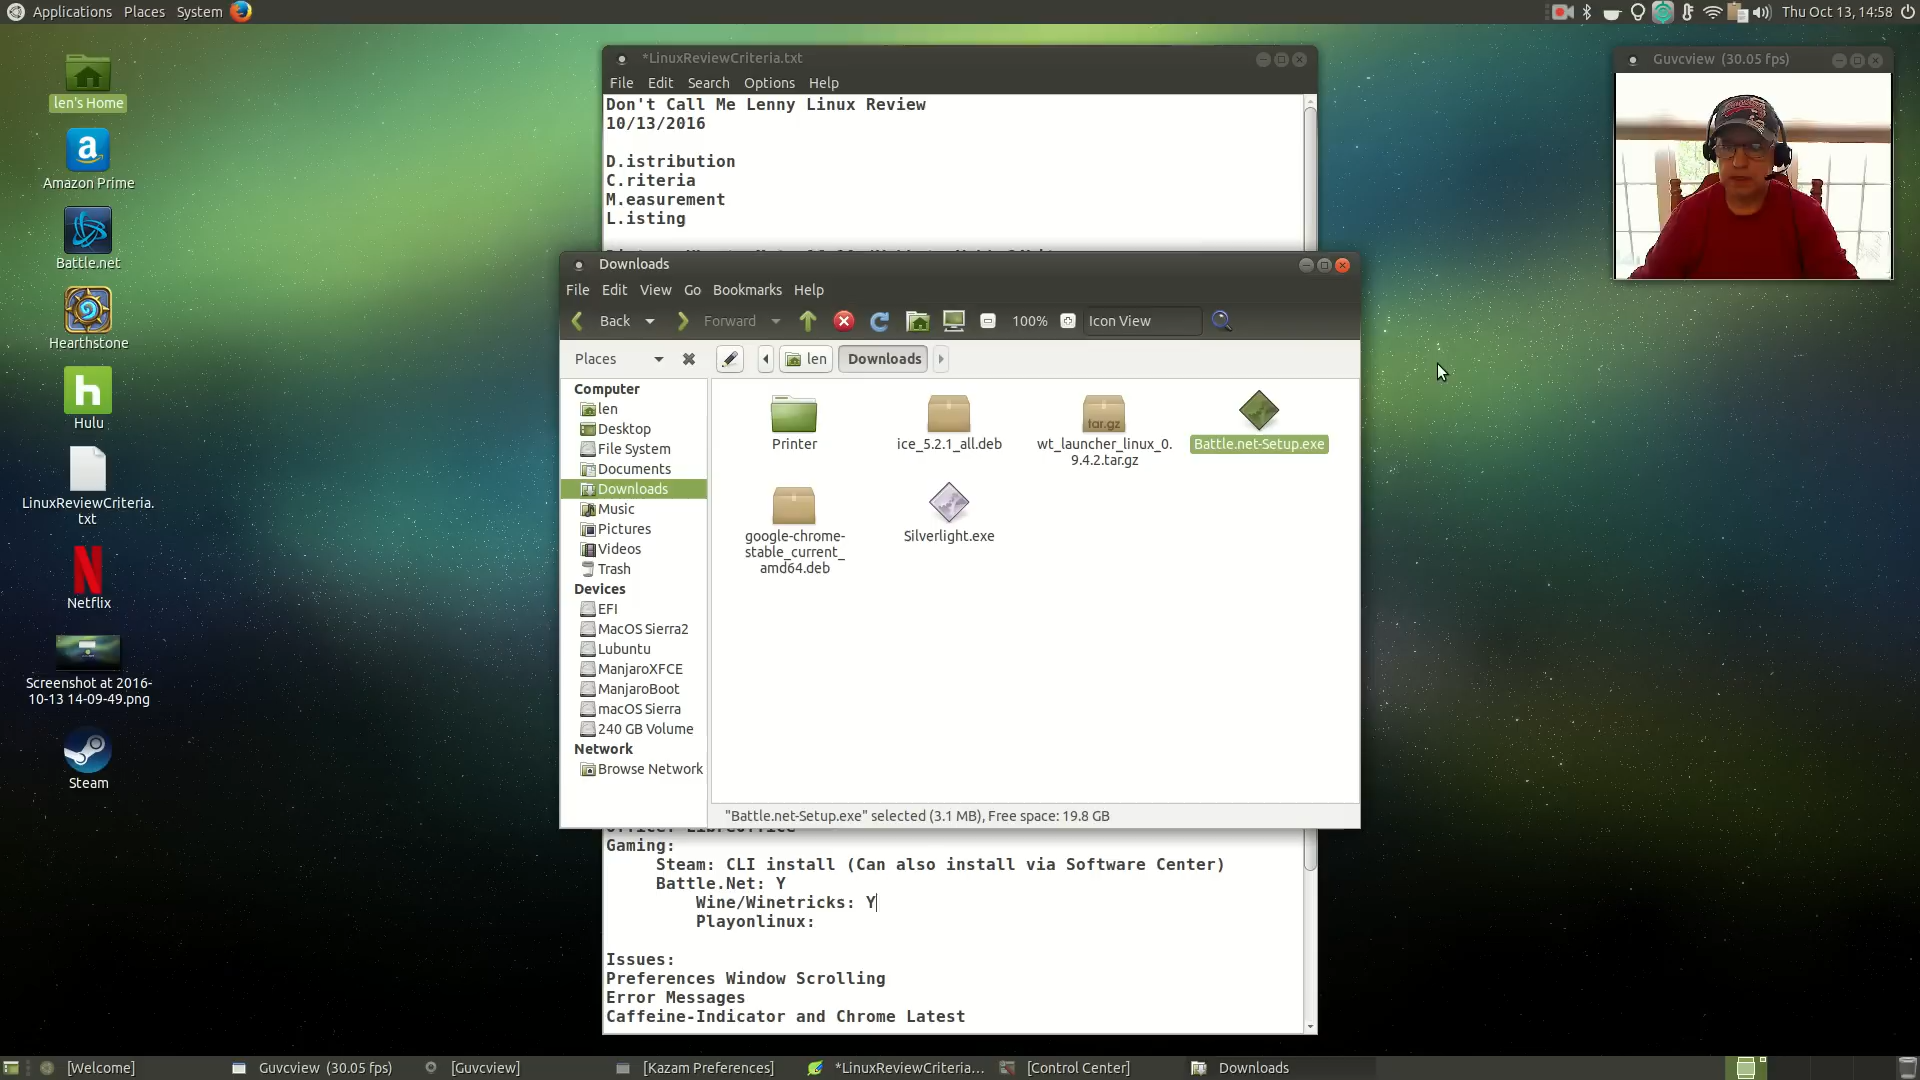 Applications Places System
Thu Oct 13, 14:58
len's Home
Amazon Prime
Battle.net
Hearthstone
h
Hulu
LinuxReviewCriteria.
txt
N
Netflix
Screenshot at 2016-
10-13 14-09-49.png
Steam
*LinuxReviewCriteria.txt
File Edit Search Options Help
Don't Call Me Lenny Linux Review
10/13/2016
D.istribution
C.riteria
M.easurement
L.isting
Guvcview (30.05 fps)
Downloads
File Edit View Go Bookmarks Help
Back Forward 100% Icon View
Places len Downloads
Computer
len
Desktop
File System
Documents
Downloads
Music
Pictures
Videos
Trash
Devices
EFI
MacOS Sierra2
Lubuntu
ManjaroXFCE
ManjaroBoot
macOS Sierra
240 GB Volume
Network
Browse Network
Printer
ice_5.2.1_all.deb
tar.gz
wt_launcher_linux_0.
9.4.2.tar.gz
Battle.net-Setup.exe
google-chrome-
stable_current_
amd64.deb
Silverlight.exe
"Battle.net-Setup.exe" selected (3.1 MB), Free space: 19.8 GB
Gaming:
Steam: CLI install (Can also install via Software Center)
Battle.Net: Y
Wine/Winetricks: Y
Playonlinux:
Issues:
Preferences Window Scrolling
Error Messages
Caffeine-Indicator and Chrome Latest
[Welcome] Guvcview (30.05 fps) [Guvcview] [Kazam Preferences] *LinuxReviewCriteria... [Control Center] Downloads